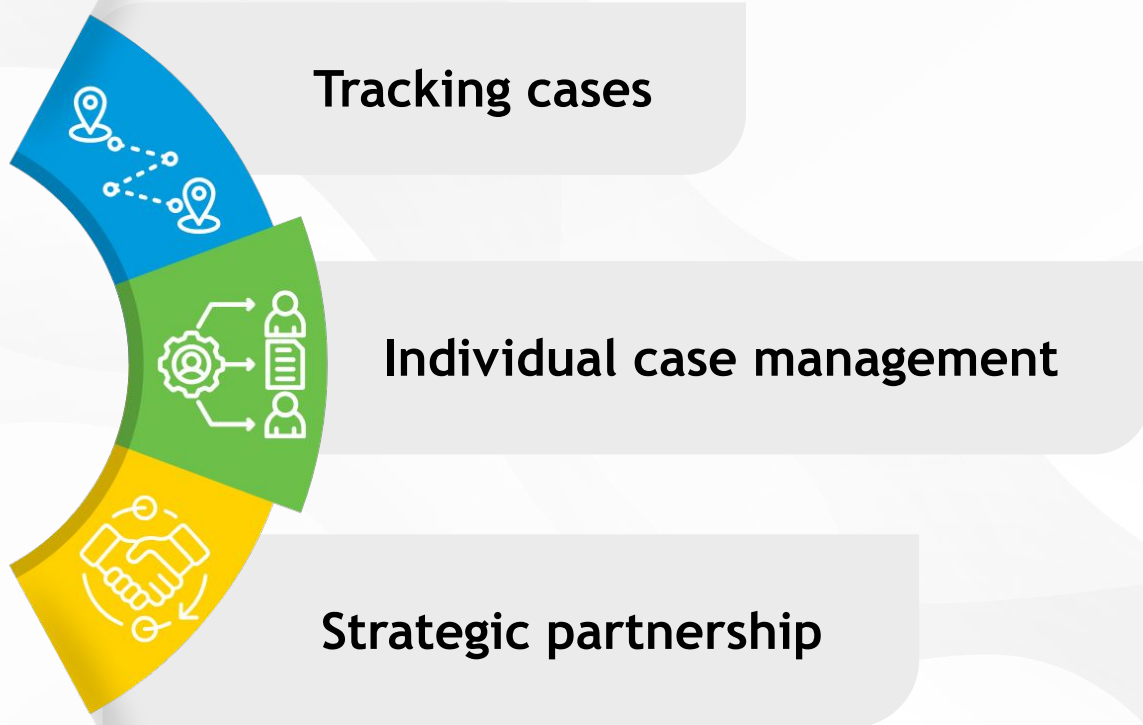 Tracking cases
Individual case management
Strategic partnership